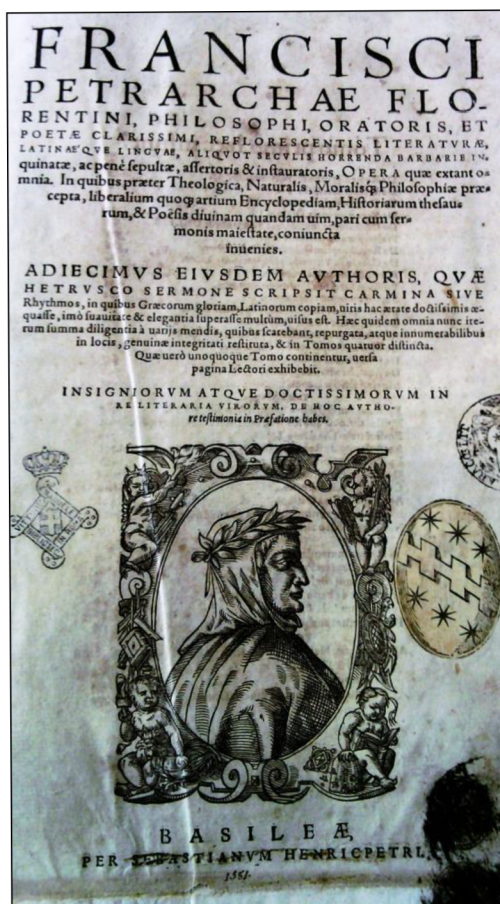 FRANCISCI
PETRARCHAE FLO-
RENTINI, PHILOSOPHI, ORATORIS, ET
POETÆ CLARISSIMI, REFLORESCENTIS LITERATVRÆ,
LATINAE'QVE LINGVAE, ALIQVOT SECVLIS HORRENDA BARBARIE IN-
quinatæ, ac penè sepultæ, assertoris & instauratoris, OPERA quæ extant o-
mnia. In quibus præter Theologica, Naturalis, Moralisq́; Philosophiæ præ-
cepta, liberalium quoq; artium Encyclopediam, Historiarum thesau-
rum, & Poësis diuinam quandam uim, pari cum ser-
monis maiestate, coniuncta
inuenies.
ADIECIMVS EIVSDEM AVTHORIS, QVÆ
HETRVSCO SERMONE SCRIPSIT CARMINA SIVE
Rhythmos, in quibus Græcorum gloriam, Latinorum copiam, uiris hac ætate doctissimis æ-
quasse, imò suauitate & elegantia superasse multùm, uisus est. Hæc quidem omnia nunc ite-
rum summa diligentia à uarijs mendis, quibus scatebant, repurgata, atque innumerabilibus
in locis, genuinæ integritati restituta, & in Tomos quatuor distincta.
Quæ uerò unoquoque Tomo continentur, uersa
pagina Lectori exhibebit.
INSIGNIORVM ATQVE DOCTISSIMORVM IN
RE LITERARIA VIRORVM, DE HOC AVTHO-
re testimonia in Præfatione habes.
BASILEÆ,
PER SEBASTIANVM HENRICPETRI.
1581.